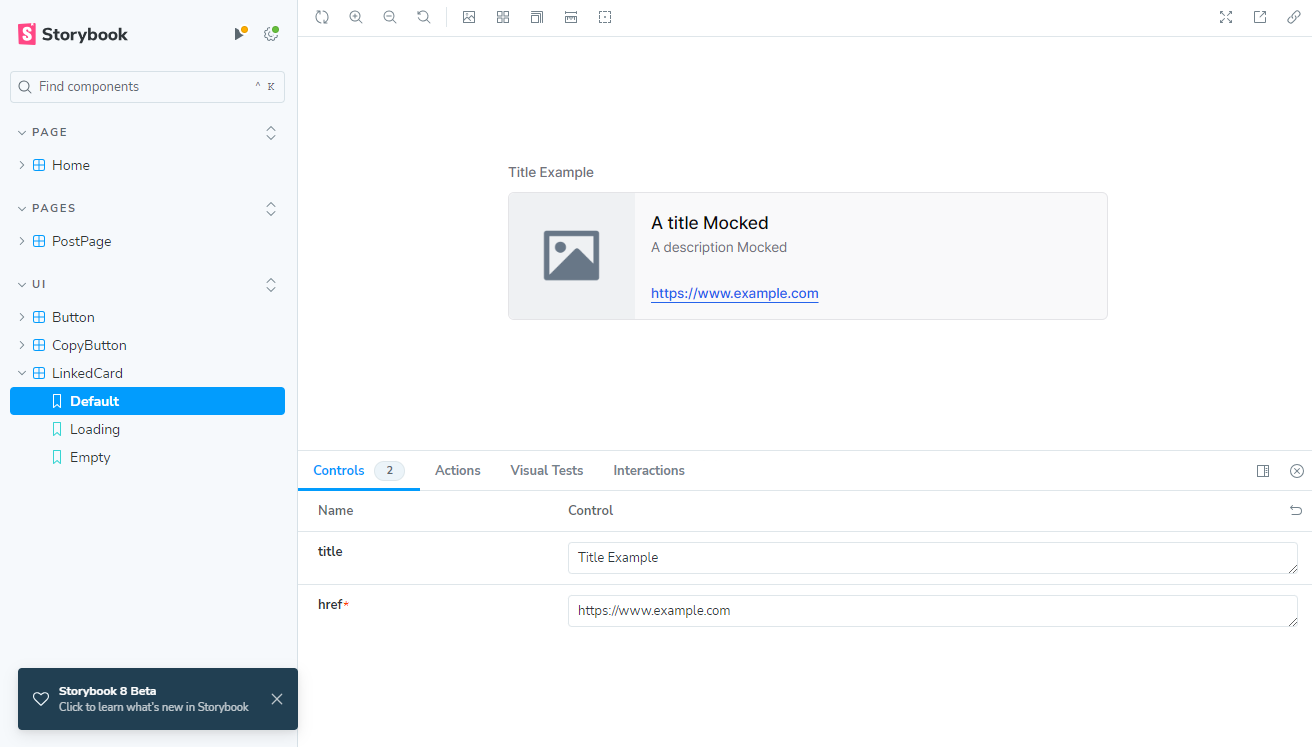 Storybook
Find components
^ K
PAGE
Home
PAGES
PostPage
UI
Button
CopyButton
LinkedCard
Default
Loading
Empty
Storybook 8 Beta
Click to learn what's new in Storybook
Title Example
A title Mocked
A description Mocked
https://www.example.com
Controls 2 Actions Visual Tests Interactions
Name Control
title Title Example
href* https://www.example.com